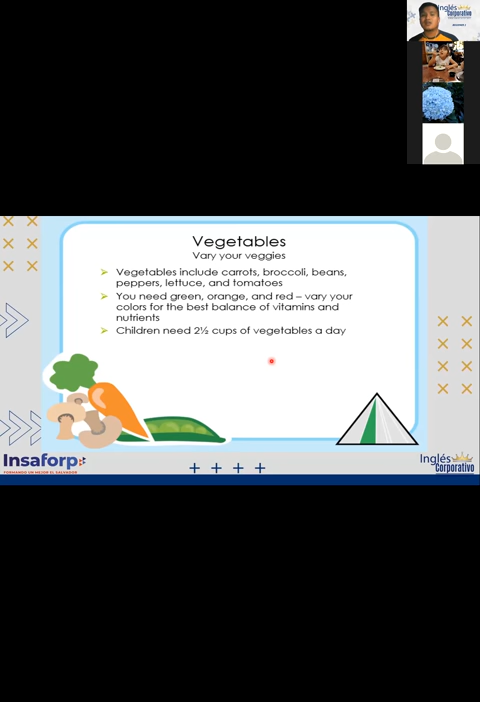 Inglés
Corporativo
Vegetables
Vary your veggies
Vegetables include carrots, broccoli, beans,
peppers, lettuce, and tomatoes
You need green, orange, and red – vary your
colors for the best balance of vitamins and
nutrients
Children need 2½ cups of vegetables a day
Insaforp
FORMANDO UN MEJOR EL SALVADOR
Inglés
Corporativo